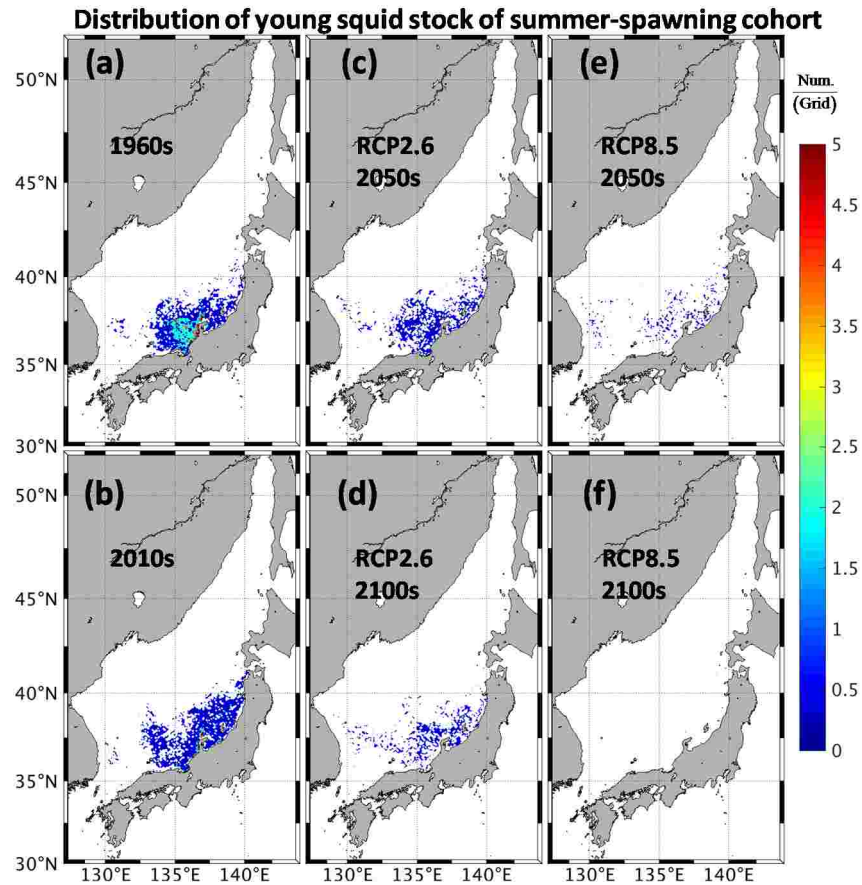 Distribution of young squid stock of summer-spawning cohort
(a)
(c)
(e)
Num.
(Grid)
50°N
1960s
RCP2.6
2050s
RCP8.5
2050s
45°N
40°N
35°N
30°N
5
4.5
4
3.5
3
2.5
2
1.5
1
0.5
0
(b)
(d)
(f)
50°N
2010s
RCP2.6
2100s
RCP8.5
2100s
45°N
40°N
35°N
30°N
130°E 135°E 140°E
130°E 135°E 140°E
130°E 135°E 140°E